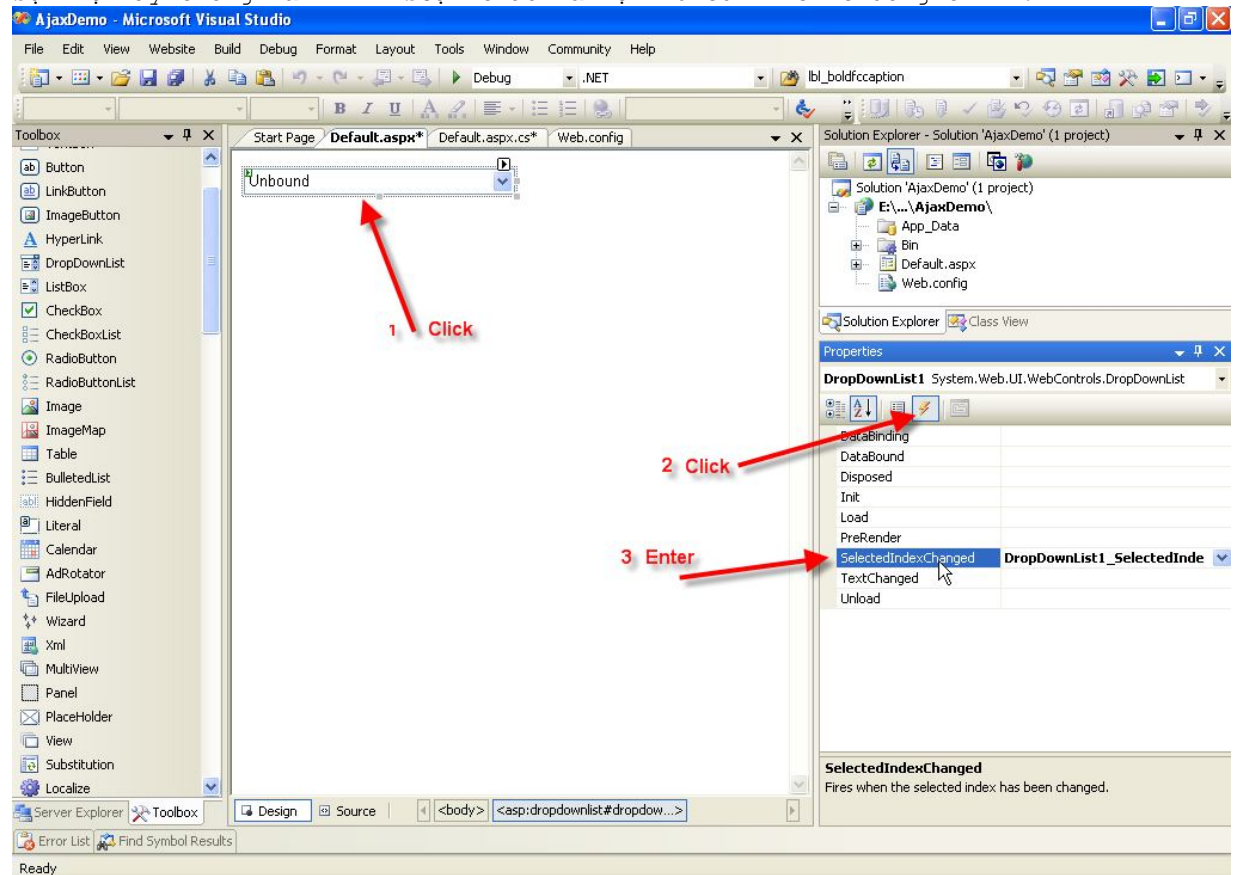 AjaxDemo - Microsoft Visual Studio
File Edit View Website Build Debug Format Layout Tools Window Community Help
Debug .NET lbl_boldfccaption
B I U A
Toolbox
Button
LinkButton
ImageButton
HyperLink
DropDownList
ListBox
CheckBox
CheckBoxList
RadioButton
RadioButtonList
Image
ImageMap
Table
BulletedList
HiddenField
Literal
Calendar
AdRotator
FileUpload
Wizard
Xml
MultiView
Panel
PlaceHolder
View
Substitution
Localize
Server Explorer Toolbox
Start Page Default.aspx* Default.aspx.cs* Web.config
Unbound
1 Click
2 Click
3 Enter
Design Source <body> <asp:dropdownlist#dropdow...>
Solution Explorer - Solution 'AjaxDemo' (1 project)
Solution 'AjaxDemo' (1 project)
E:\...\AjaxDemo\
App_Data
Bin
Default.aspx
Web.config
Solution Explorer Class View
Properties
DropDownList1 System.Web.UI.WebControls.DropDownList
DataBinding
DataBound
Disposed
Init
Load
PreRender
SelectedIndexChanged DropDownList1_SelectedInde
TextChanged
Unload
SelectedIndexChanged
Fires when the selected index has been changed.
Error List Find Symbol Results
Ready